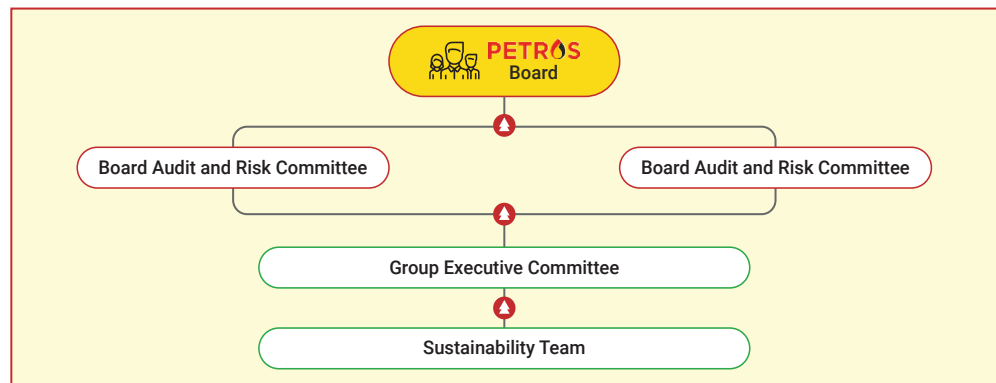 PETROS
Board
Board Audit and Risk Committee
Board Audit and Risk Committee
Group Executive Committee
Sustainability Team